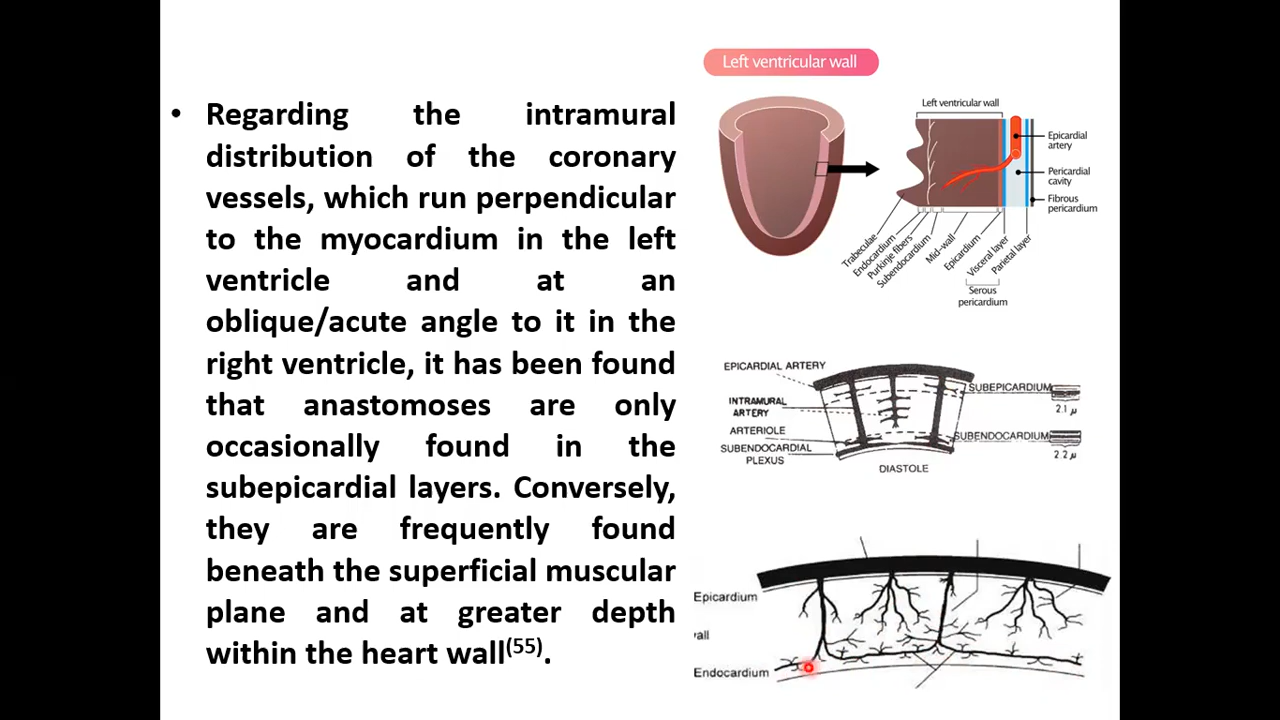 • Regarding the intramural
distribution of the coronary
vessels, which run perpendicular
to the myocardium in the left
ventricle and at an
oblique/acute angle to it in the
right ventricle, it has been found
that anastomoses are only
occasionally found in the
subepicardial layers. Conversely,
they are frequently found
beneath the superficial muscular
plane and at greater depth
within the heart wall(55).
Left ventricular wall
Left ventricular wall
Epicardial
artery
Pericardial
cavity
Fibrous
pericardium
Trabeculae
Endocardium
Purkinje fibers
Subendocardium
Mid-wall
Epicardium
Visceral layer
Parietal layer
Serous
pericardium
EPICARDIAL ARTERY
INTRAMURAL
ARTERY
ARTERIOLE
SUBENDOCARDIAL
PLEXUS
SUBEPICARDIUM
2.1 µ
SUBENDOCARDIUM
2.2 µ
DIASTOLE
Epicardium
all
Endocardium